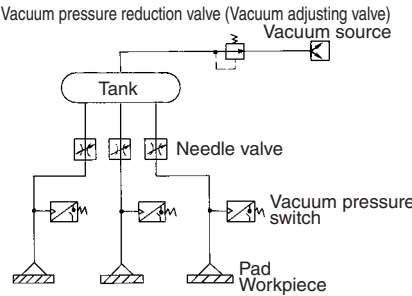 Vacuum pressure reduction valve (Vacuum adjusting valve)
Vacuum source
Tank
Needle valve
Vacuum pressure
switch
Pad
Workpiece